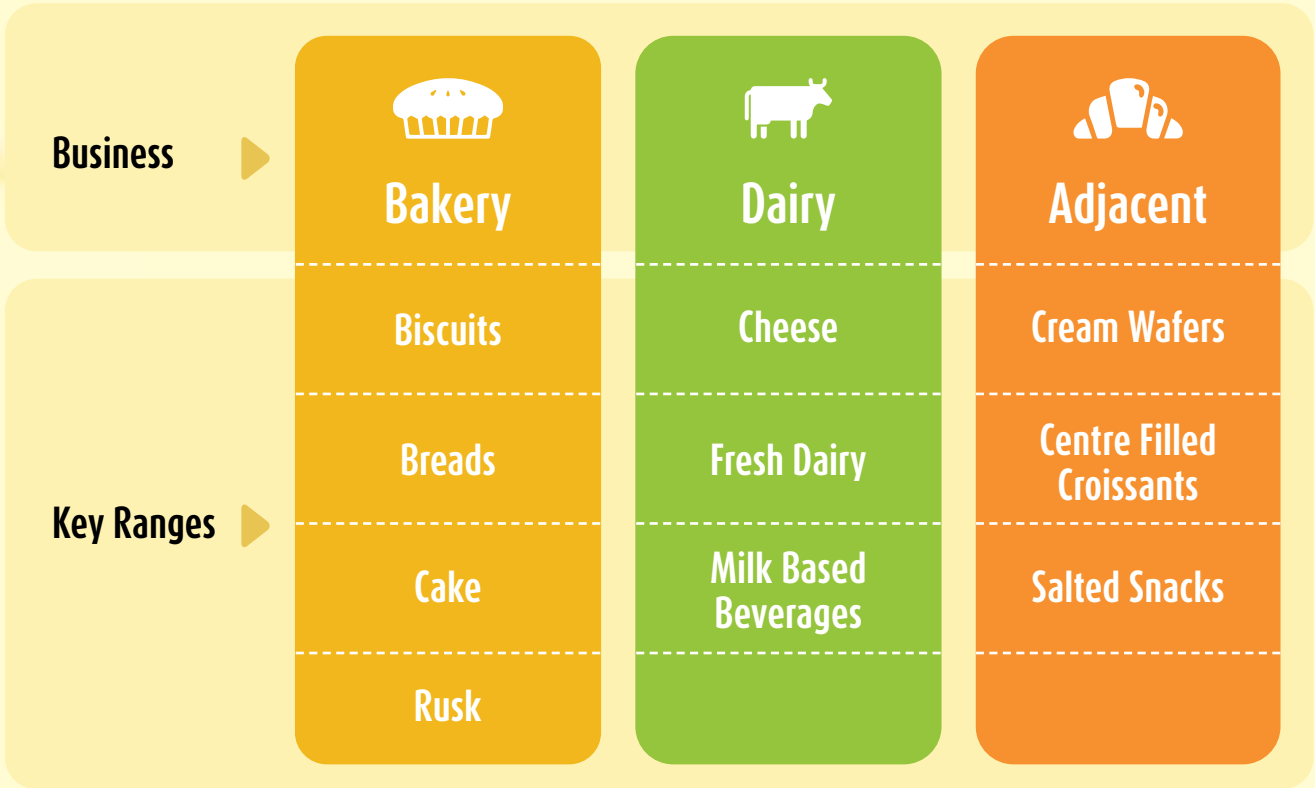 Business
Bakery
Dairy
Adjacent
Key Ranges
Biscuits
Cheese
Cream Wafers
Breads
Fresh Dairy
Centre Filled
Croissants
Cake
Milk Based
Beverages
Salted Snacks
Rusk